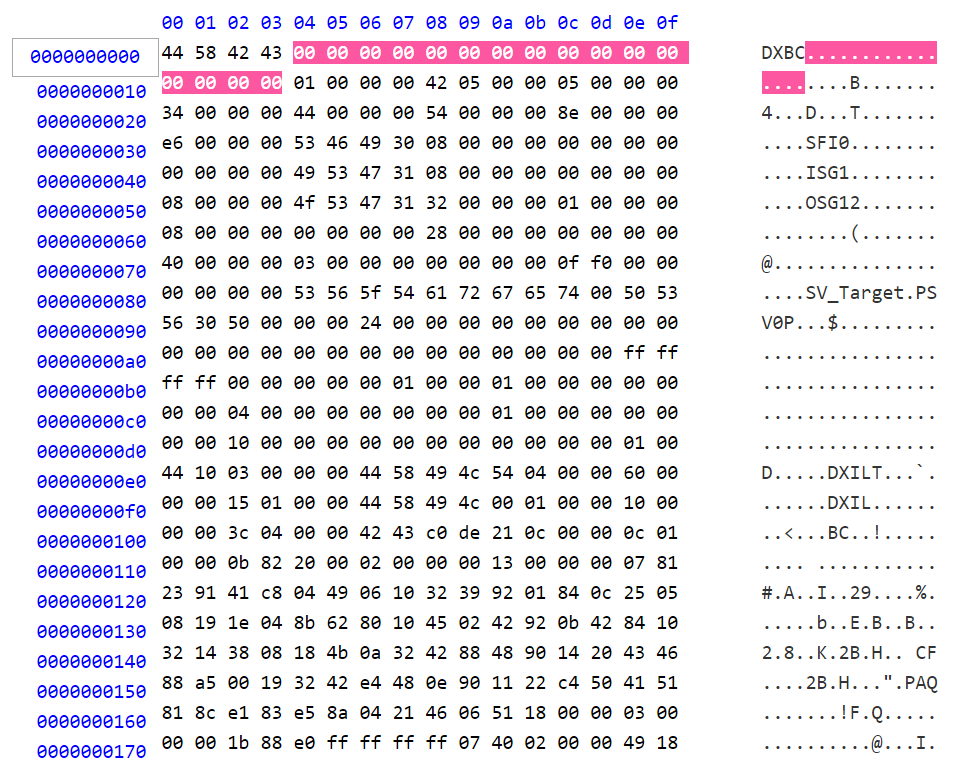 00 01 02 03 04 05 06 07 08 09 0a 0b 0c 0d 0e 0f
0000000000 44 58 42 43 00 00 00 00 00 00 00 00 00 00 00 00 DXBC............
0000000010 00 00 00 00 01 00 00 00 42 05 00 00 05 00 00 00 ........B.......
0000000020 34 00 00 00 44 00 00 00 54 00 00 00 8e 00 00 00 4...D...T.......
0000000030 e6 00 00 00 53 46 49 30 08 00 00 00 00 00 00 00 ....SFI0........
0000000040 00 00 00 00 49 53 47 31 08 00 00 00 00 00 00 00 ....ISG1........
0000000050 08 00 00 00 4f 53 47 31 32 00 00 00 01 00 00 00 ....OSG12.......
0000000060 08 00 00 00 00 00 00 00 28 00 00 00 00 00 00 00 ........(.......
0000000070 40 00 00 00 03 00 00 00 00 00 00 00 0f f0 00 00 @...............
0000000080 00 00 00 00 53 56 5f 54 61 72 67 65 74 00 50 53 ....SV_Target.PS
0000000090 56 30 50 00 00 00 24 00 00 00 00 00 00 00 00 00 V0P...$.........
00000000a0 00 00 00 00 00 00 00 00 00 00 00 00 00 00 ff ff ................
00000000b0 ff ff 00 00 00 00 00 01 00 00 01 00 00 00 00 00 ................
00000000c0 00 00 04 00 00 00 00 00 00 00 01 00 00 00 00 00 ................
00000000d0 00 00 10 00 00 00 00 00 00 00 00 00 00 00 01 00 ................
00000000e0 44 10 03 00 00 00 44 58 49 4c 54 04 00 00 60 00 D.....DXILT...`.
00000000f0 00 00 15 01 00 00 44 58 49 4c 00 01 00 00 10 00 ......DXIL......
0000000100 00 00 3c 04 00 00 42 43 c0 de 21 0c 00 00 0c 01 ..<...BC..!.....
0000000110 00 00 0b 82 20 00 02 00 00 00 13 00 00 00 07 81 .... ...........
0000000120 23 91 41 c8 04 49 06 10 32 39 92 01 84 0c 25 05 #.A..I..29....%.
0000000130 08 19 1e 04 8b 62 80 10 45 02 42 92 0b 42 84 10 .....b..E.B..B..
0000000140 32 14 38 08 18 4b 0a 32 42 88 48 90 14 20 43 46 2.8..K.2B.H.. CF
0000000150 88 a5 00 19 32 42 e4 48 0e 90 11 22 c4 50 41 51 ....2B.H...".PAQ
0000000160 81 8c e1 83 e5 8a 04 21 46 06 51 18 00 00 03 00 .......!F.Q.....
0000000170 00 00 1b 88 e0 ff ff ff ff 07 40 02 00 00 49 18 ..........@...I.